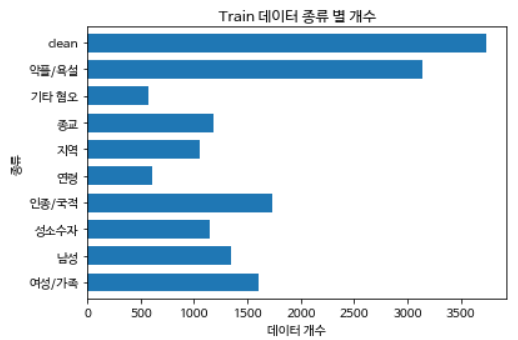 Train 데이터 종류 별 개수
clean
악플/욕설
기타 혐오
종교
지역
연령
인종/국적
성소수자
남성
여성/가족
종류
0 500 1000 1500 2000 2500 3000 3500
데이터 개수